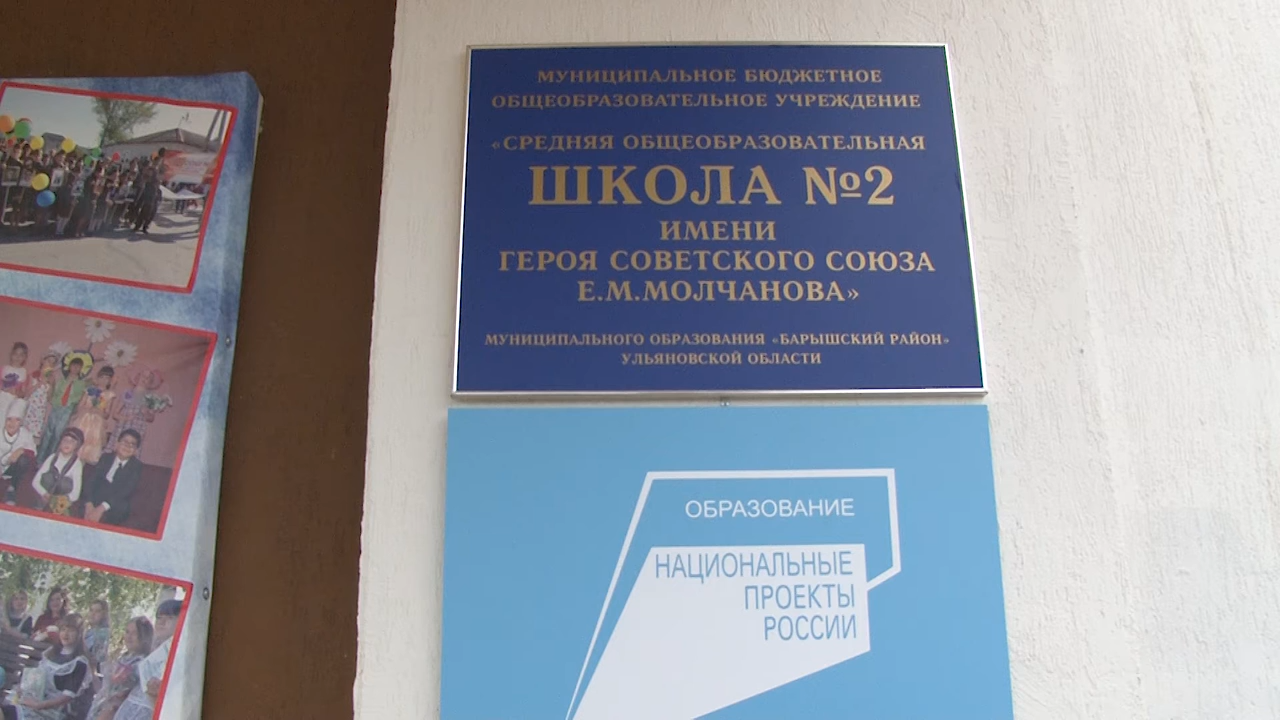 МУНИЦИПАЛЬНОЕ БЮДЖЕТНОЕ
ОБЩЕОБРАЗОВАТЕЛЬНОЕ УЧРЕЖДЕНИЕ
«СРЕДНЯЯ ОБЩЕОБРАЗОВАТЕЛЬНАЯ
ШКОЛА №2
ИМЕНИ
ГЕРОЯ СОВЕТСКОГО СОЮЗА
Е.М.МОЛЧАНОВА»
МУНИЦИПАЛЬНОГО ОБРАЗОВАНИЯ «БАРЫШСКИЙ РАЙОН»
УЛЬЯНОВСКОЙ ОБЛАСТИ
ОБРАЗОВАНИЕ
НАЦИОНАЛЬНЫЕ
ПРОЕКТЫ
РОССИИ